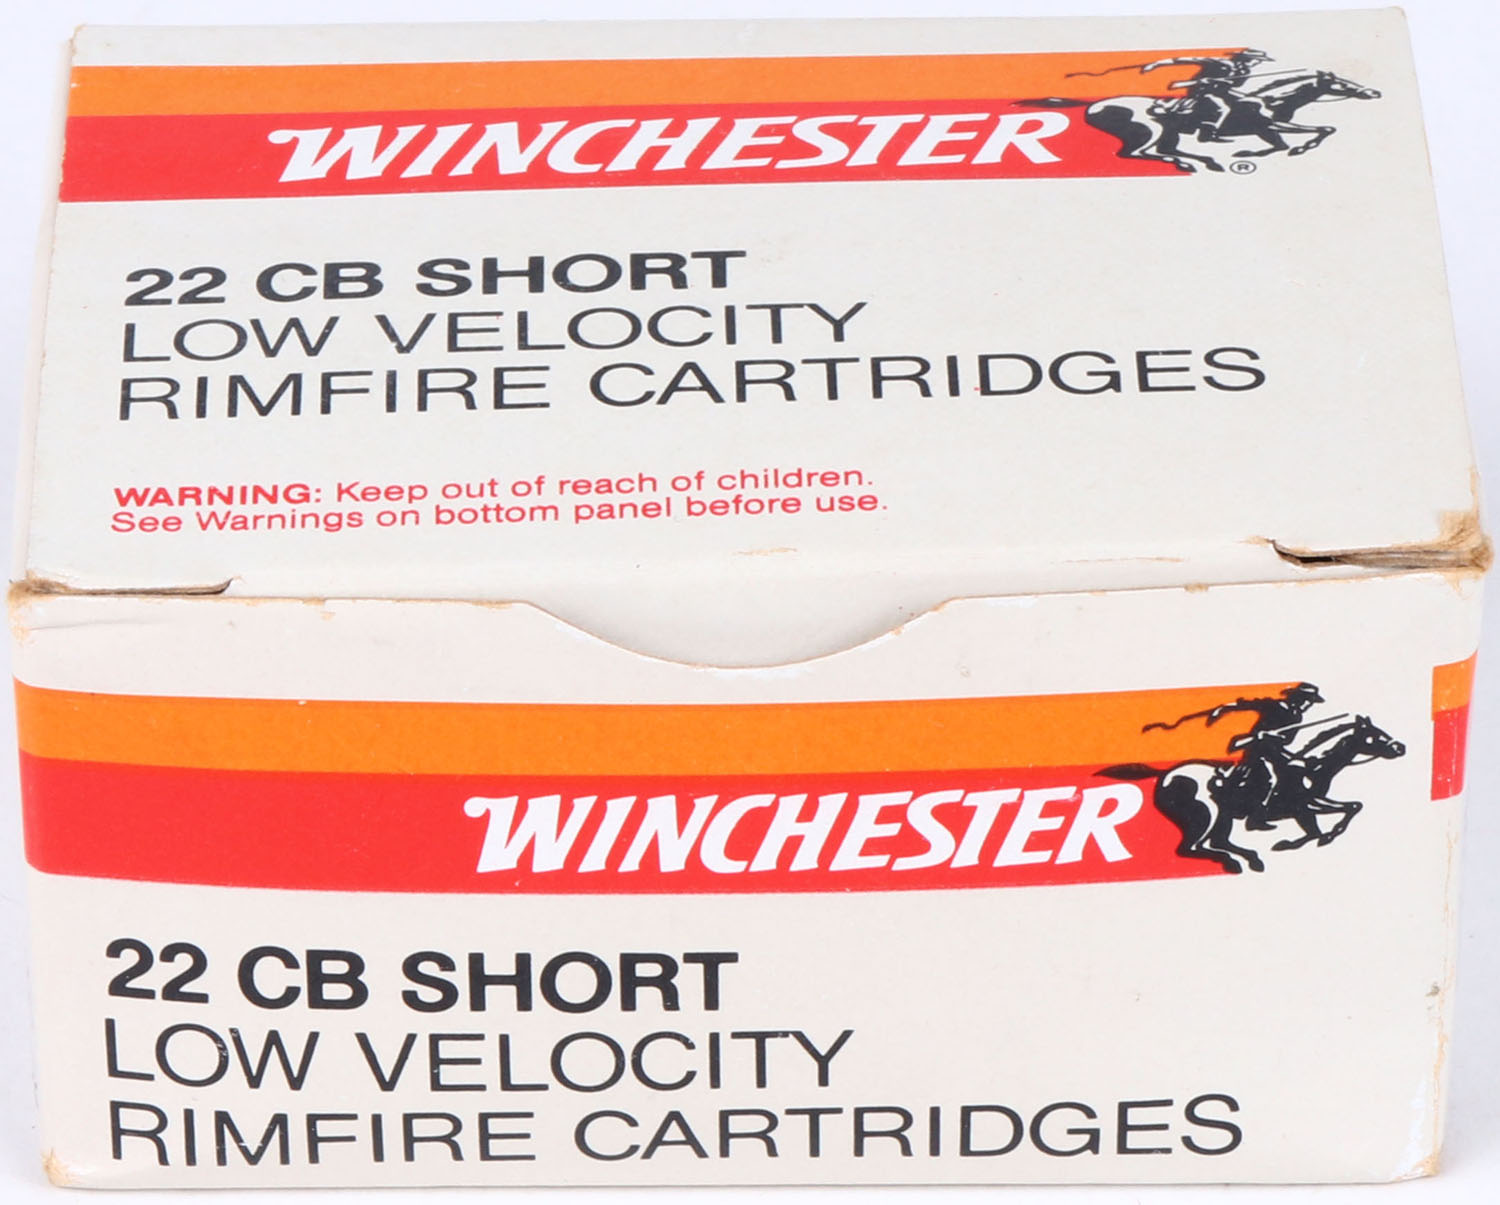 WINCHESTER
®
22 CB SHORT
LOW VELOCITY
RIMFIRE CARTRIDGES
WARNING: Keep out of reach of children.
See Warnings on bottom panel before use.
WINCHESTER
22 CB SHORT
LOW VELOCITY
RIMFIRE CARTRIDGES